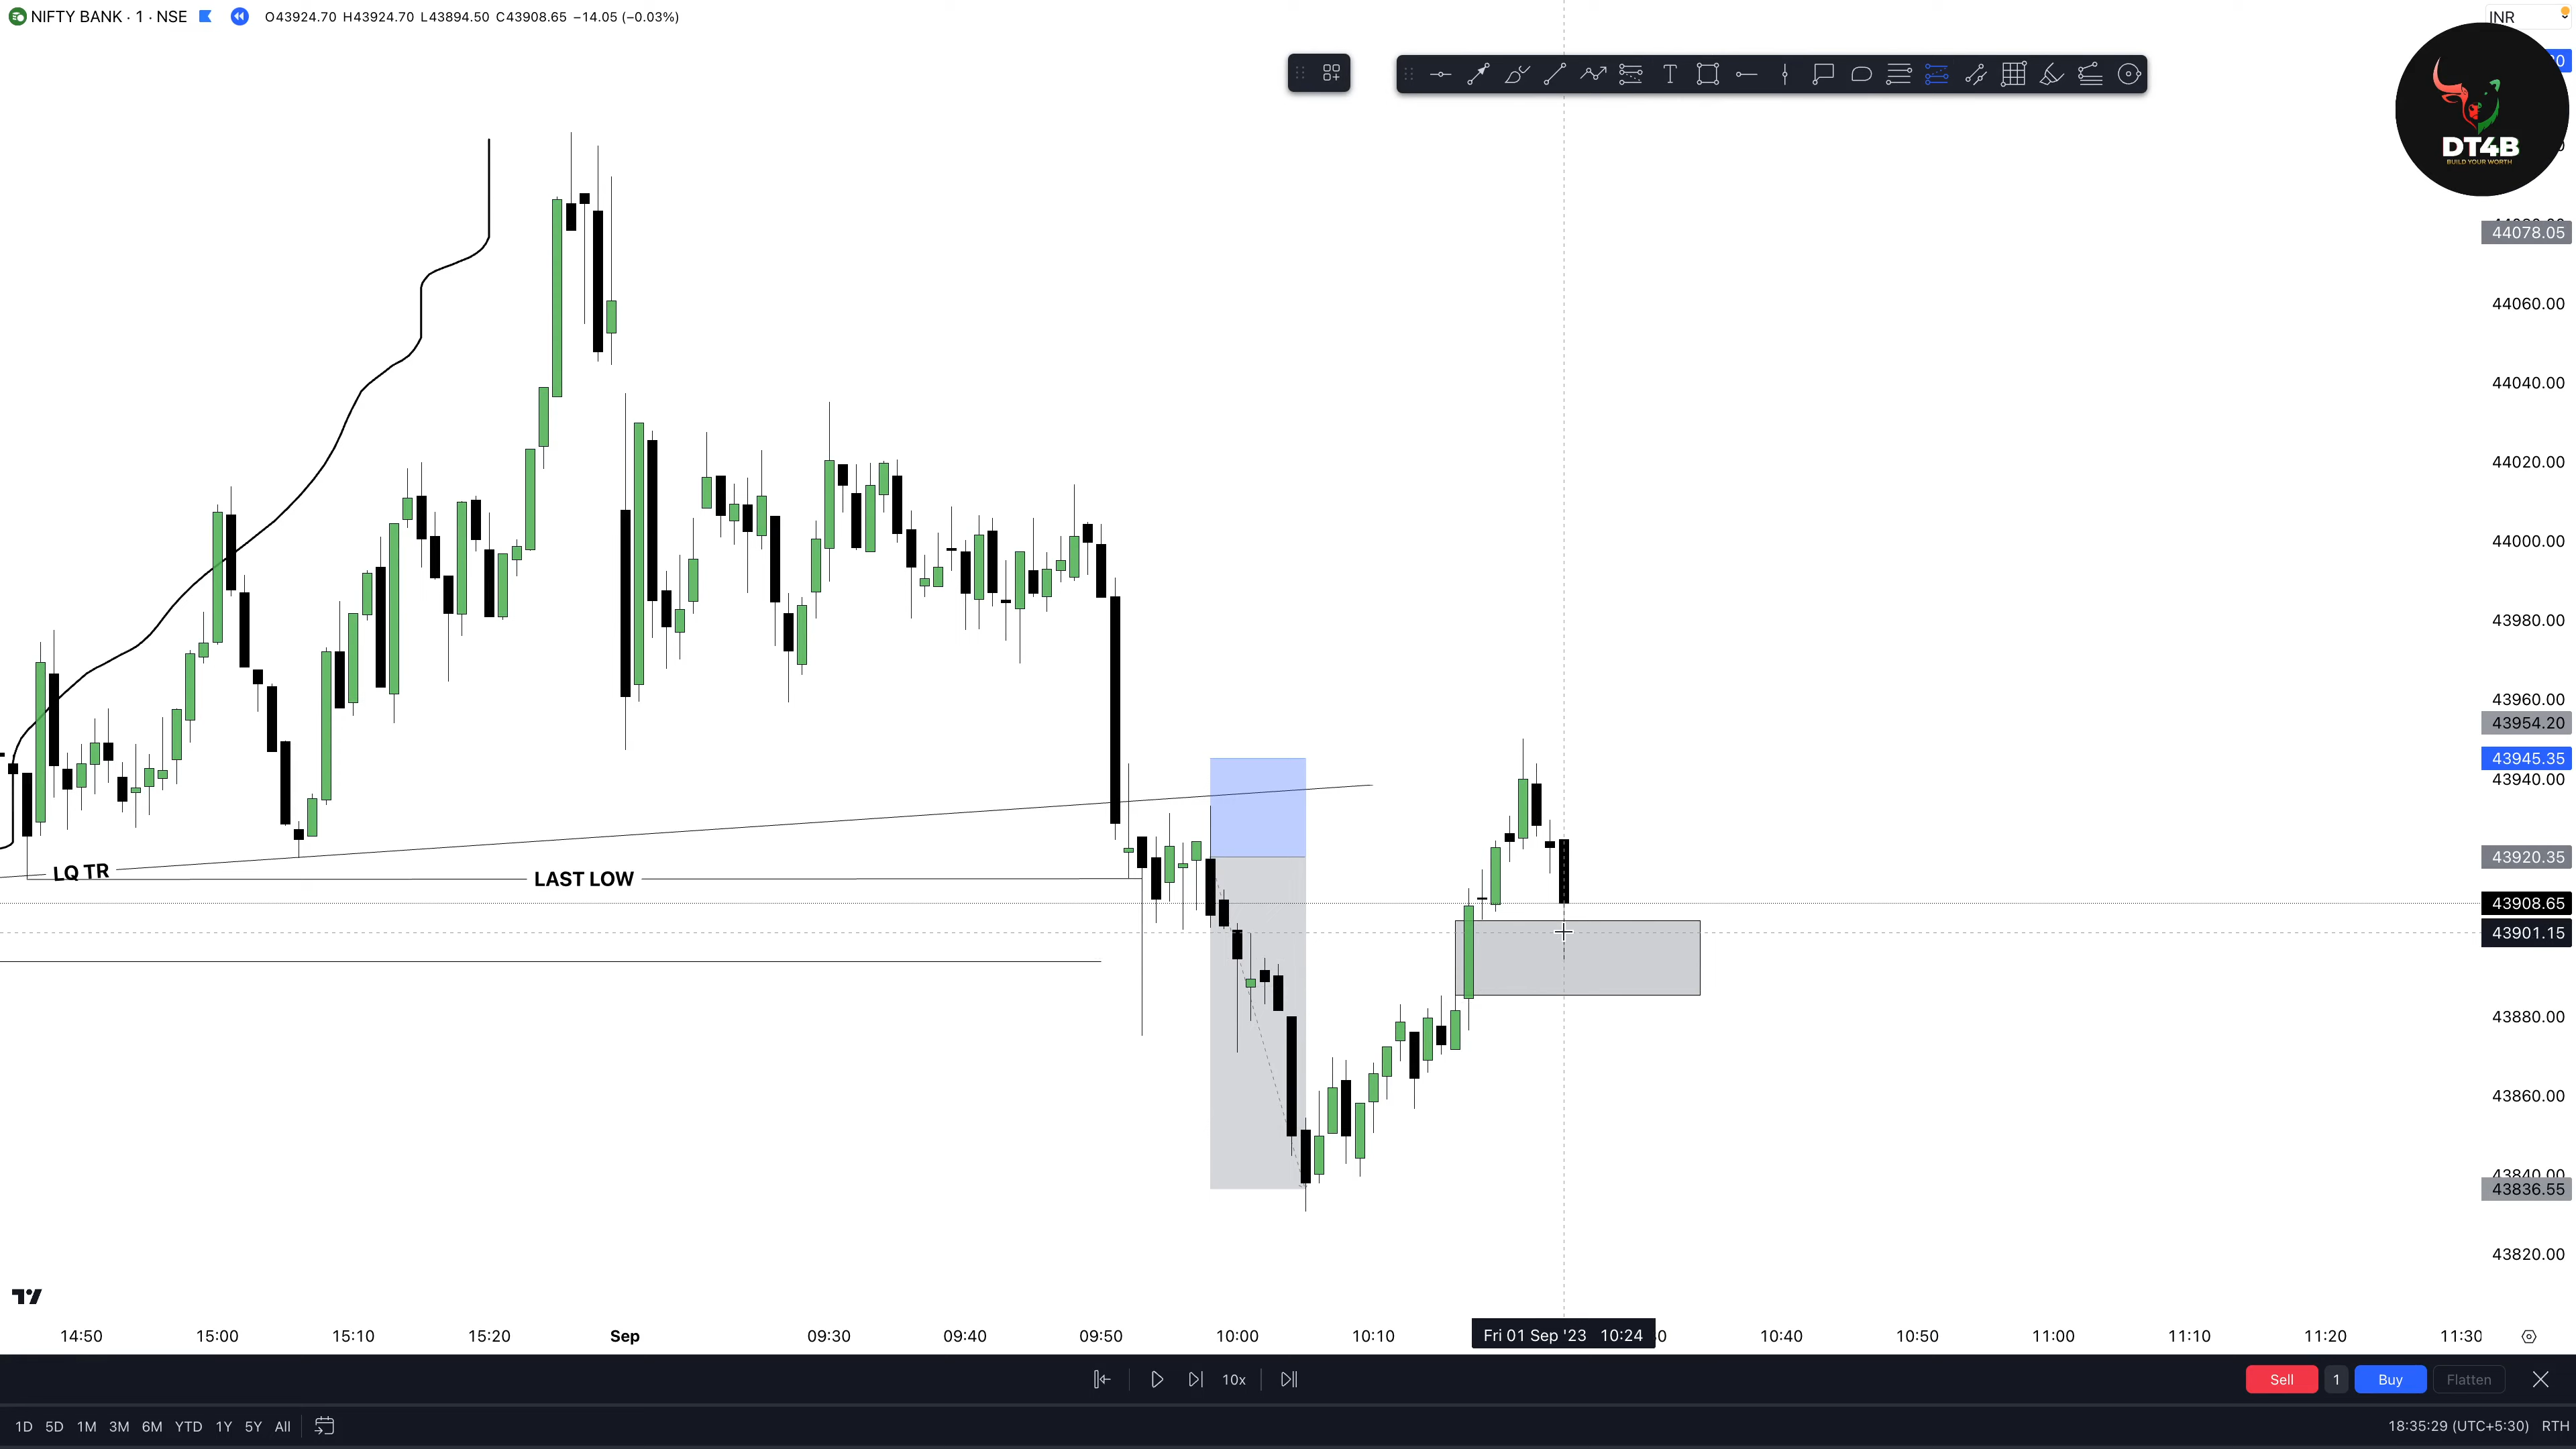 NIFTY BANK · 1 · NSE O43924.70 H43924.70 L43894.50 C43908.65 −14.05 (−0.03%)
INR
DT4B
BUILD YOUR WORTH
44078.05
44060.00
44040.00
44020.00
44000.00
43980.00
43960.00
43954.20
43945.35
43940.00
43920.35
43908.65
43901.15
43880.00
43860.00
43840.00
43836.55
43820.00
LQ TR
LAST LOW
14:50 15:00 15:10 15:20 Sep 09:30 09:40 09:50 10:00 10:10 Fri 01 Sep '23 10:24 10:40 10:50 11:00 11:10 11:20 11:30
10x
Sell 1 Buy Flatten
1D 5D 1M 3M 6M YTD 1Y 5Y All
18:35:29 (UTC+5:30) RTH